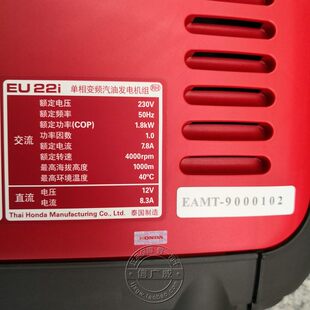 EU22i 单相变频汽油发电机组
额定电压 230V
额定频率 50Hz
交流 额定功率(COP) 1.8kW
功率因数 1.0
额定电流 7.8A
额定转速 4000rpm
最高海拔高度 1000m
最高环境温度 40℃
直流 电压 12V
电流 8.3A
Thai Honda Manufacturing Co., Ltd. 泰国制造
EAMT-9000102
HONDA
信广成